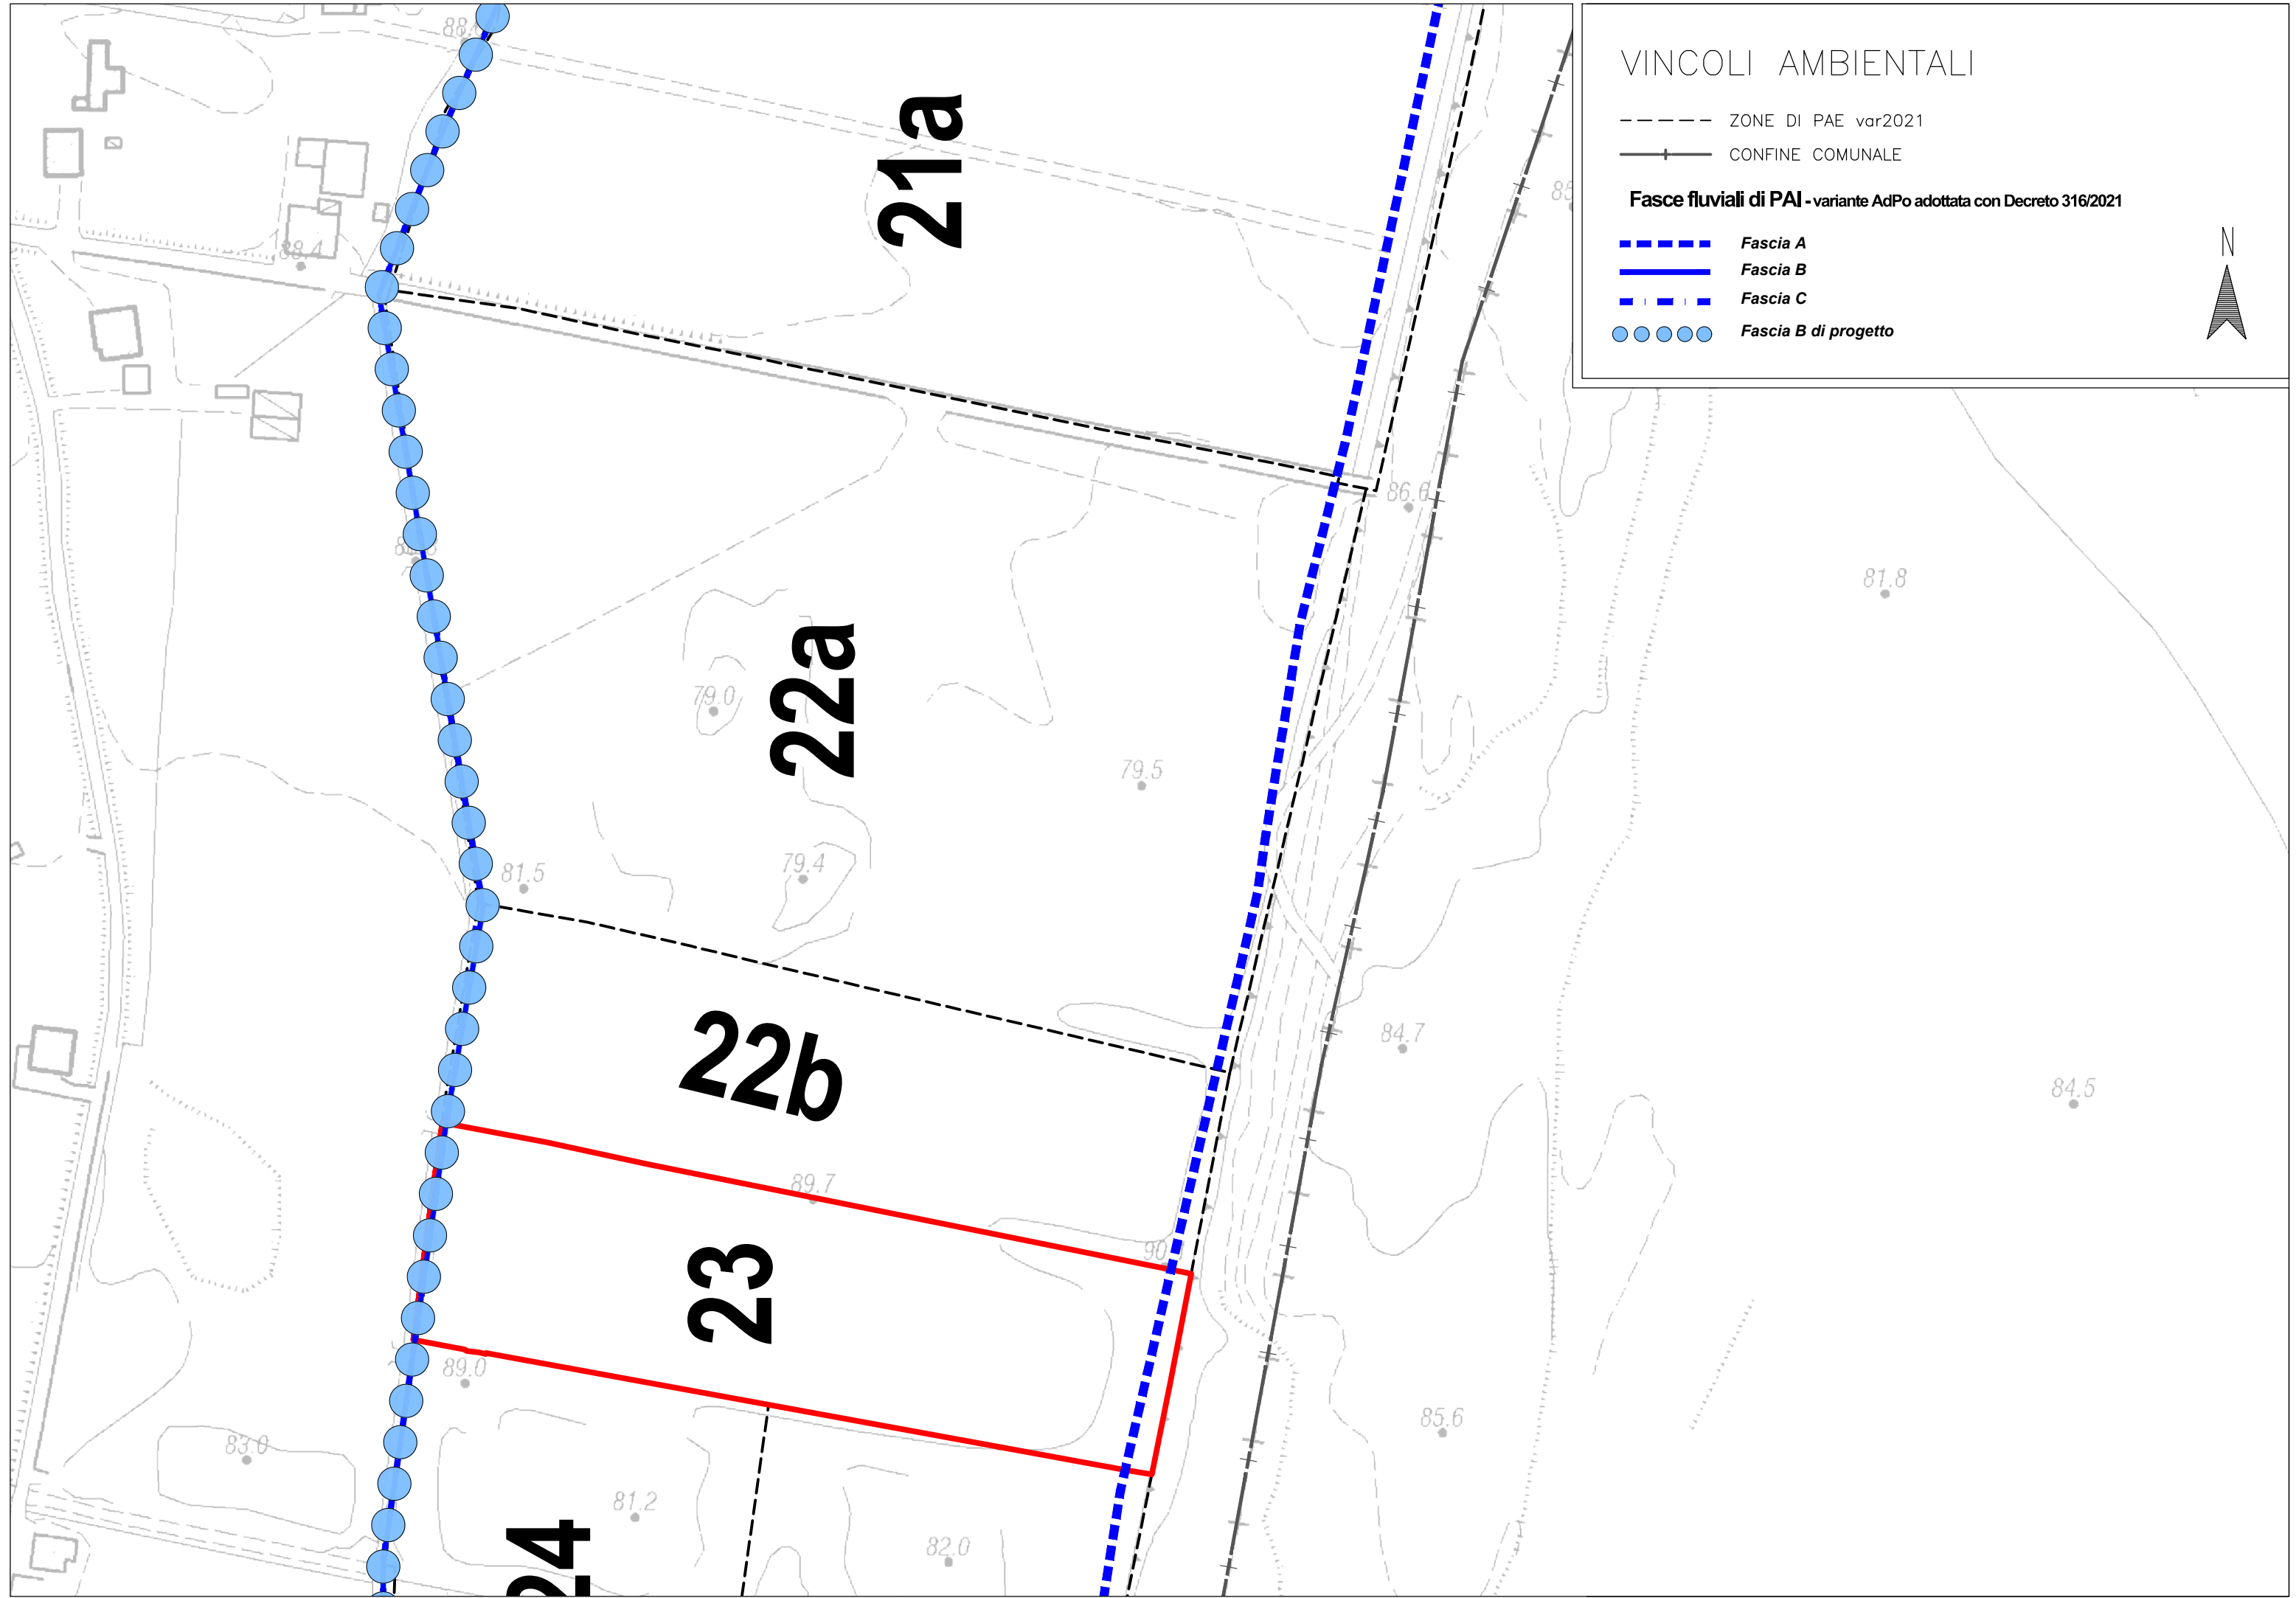 VINCOLI AMBIENTALI
ZONE DI PAE var2021
CONFINE COMUNALE
Fasce fluviali di PAI - variante AdPo adottata con Decreto 316/2021
Fascia A
Fascia B
Fascia C
Fascia B di progetto
N
21a
88.4
86.6
81.8
22a
79.0
79.5
79.4
81.5
22b
84.7
84.5
89.7
23
89.0
85.6
83.0
81.2
82.0
24